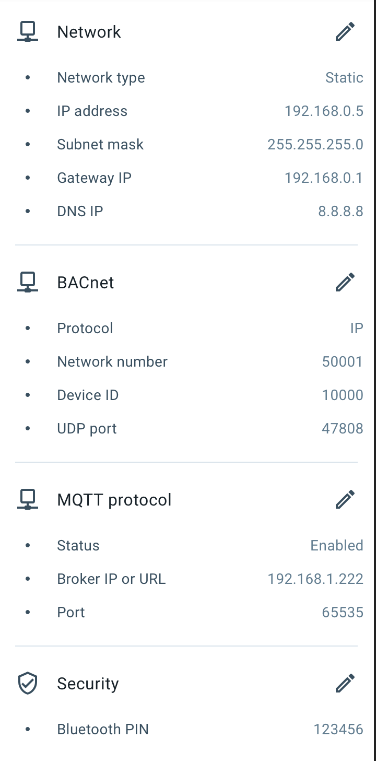 Network
• Network type Static
• IP address 192.168.0.5
• Subnet mask 255.255.255.0
• Gateway IP 192.168.0.1
• DNS IP 8.8.8.8
BACnet
• Protocol IP
• Network number 50001
• Device ID 10000
• UDP port 47808
MQTT protocol
• Status Enabled
• Broker IP or URL 192.168.1.222
• Port 65535
Security
• Bluetooth PIN 123456